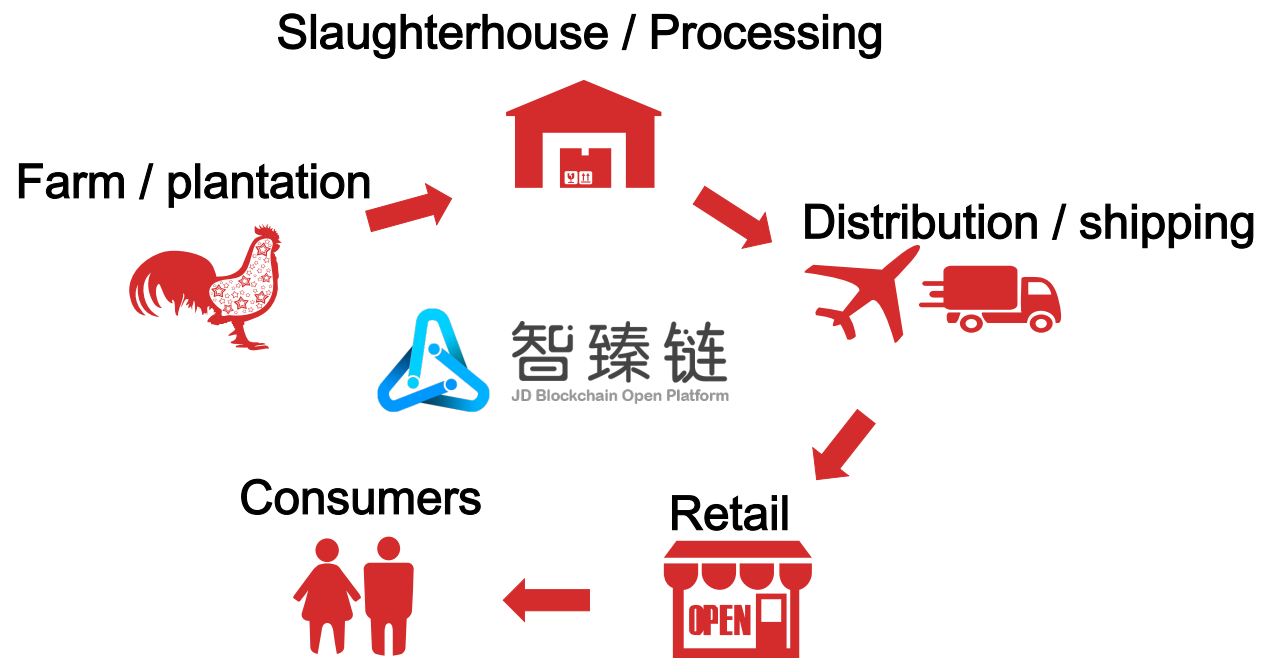 Slaughterhouse / Processing
Farm / plantation
Distribution / shipping
智臻链
JD Blockchain Open Platform
Consumers
Retail
OPEN